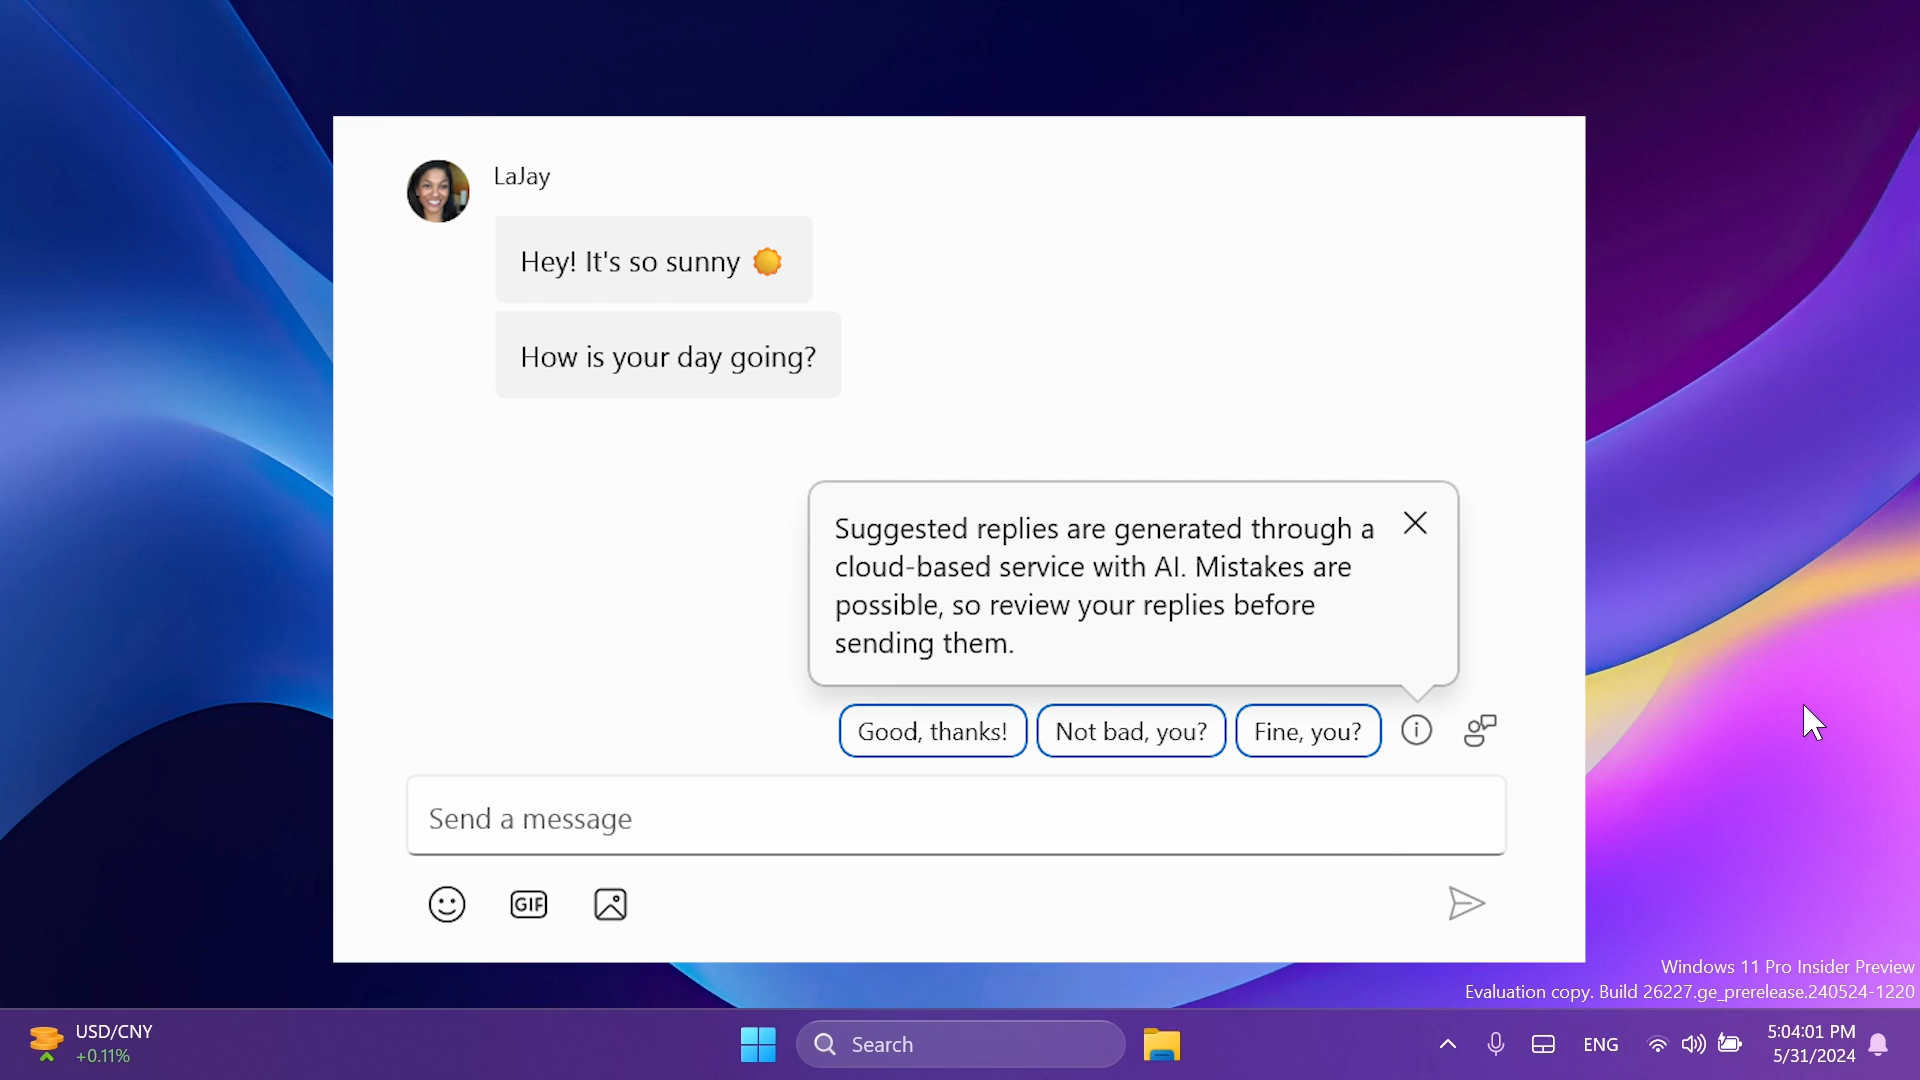 LaJay
Hey! It's so sunny
How is your day going?
Suggested replies are generated through a
cloud-based service with AI. Mistakes are
possible, so review your replies before
sending them.
Good, thanks!
Not bad, you?
Fine, you?
Send a message
GIF
Windows 11 Pro Insider Preview
Evaluation copy. Build 26227.ge_prerelease.240524-1220
USD/CNY
+0.11%
Search
ENG
5:04:01 PM
5/31/2024